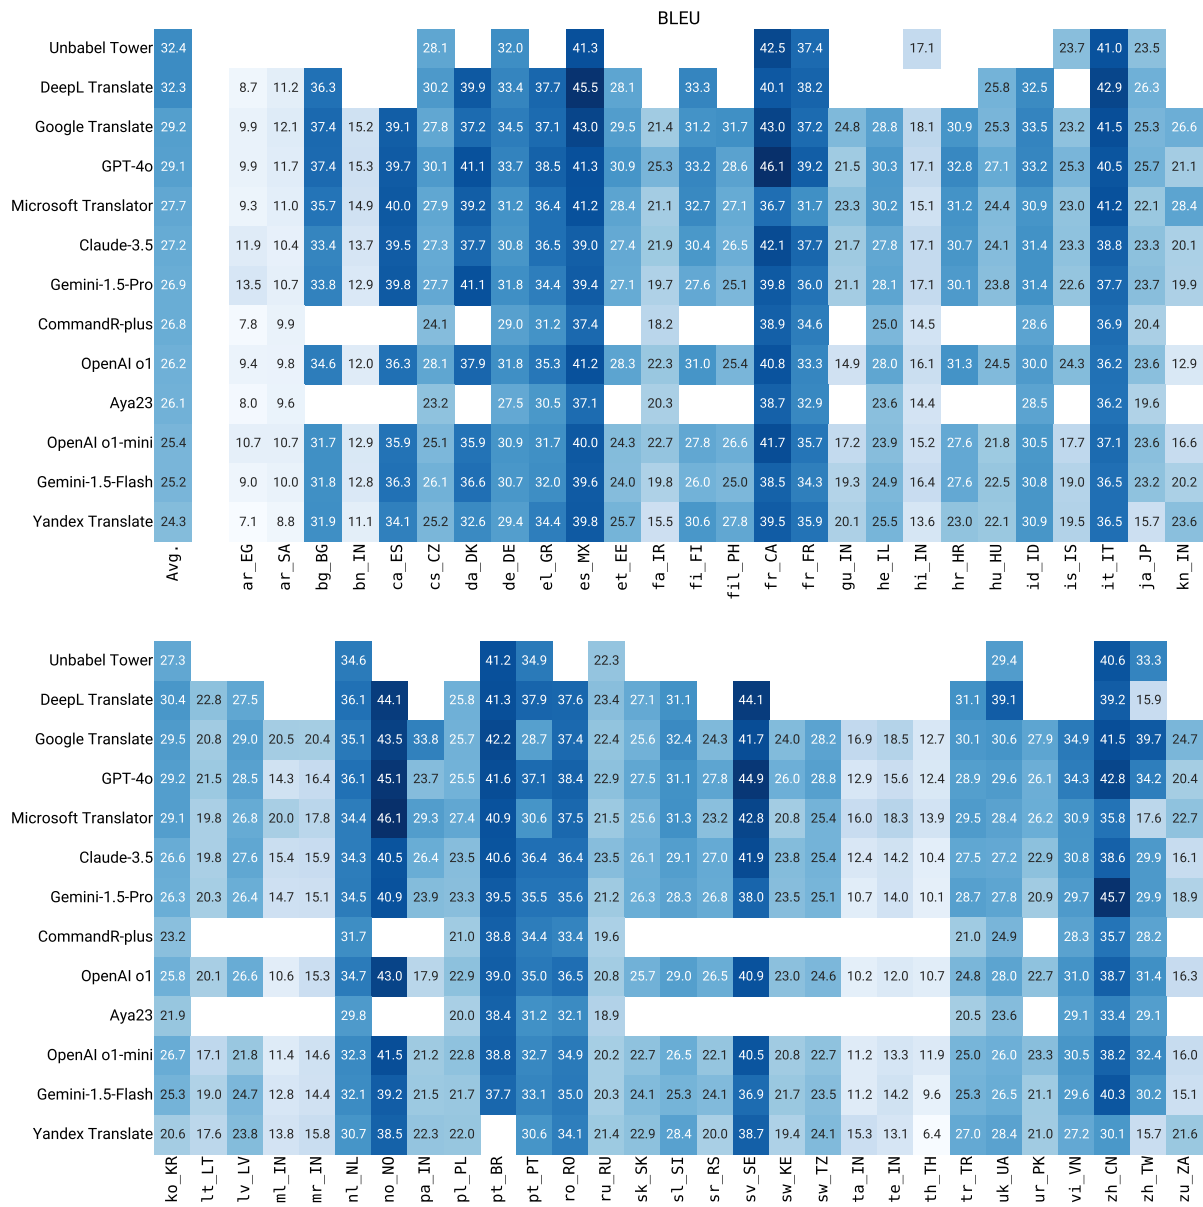 BLEU
Unbabel Tower 32.4 28.1 32.0 41.3 42.5 37.4 17.1 23.7 41.0 23.5
DeepL Translate 32.3 8.7 11.2 36.3 30.2 39.9 33.4 37.7 45.5 28.1 33.3 40.1 38.2 25.8 32.5 42.9 26.3
Google Translate 29.2 9.9 12.1 37.4 15.2 39.1 27.8 37.2 34.5 37.1 43.0 29.5 21.4 31.2 31.7 43.0 37.2 24.8 28.8 18.1 30.9 25.3 33.5 23.2 41.5 25.3 26.6
GPT-4o 29.1 9.9 11.7 37.4 15.3 39.7 30.1 41.1 33.7 38.5 41.3 30.9 25.3 33.2 28.6 46.1 39.2 21.5 30.3 17.1 32.8 27.1 33.2 25.3 40.5 25.7 21.1
Microsoft Translator 27.7 9.3 11.0 35.7 14.9 40.0 27.9 39.2 31.2 36.4 41.2 28.4 21.1 32.7 27.1 36.7 31.7 23.3 30.2 15.1 31.2 24.4 30.9 23.0 41.2 22.1 28.4
Claude-3.5 27.2 11.9 10.4 33.4 13.7 39.5 27.3 37.7 30.8 36.5 39.0 27.4 21.9 30.4 26.5 42.1 37.7 21.7 27.8 17.1 30.7 24.1 31.4 23.3 38.8 23.3 20.1
Gemini-1.5-Pro 26.9 13.5 10.7 33.8 12.9 39.8 27.7 41.1 31.8 34.4 39.4 27.1 19.7 27.6 25.1 39.8 36.0 21.1 28.1 17.1 30.1 23.8 31.4 22.6 37.7 23.7 19.9
CommandR-plus 26.8 7.8 9.9 24.1 29.0 31.2 37.4 18.2 38.9 34.6 25.0 14.5 28.6 36.9 20.4
OpenAI o1 26.2 9.4 9.8 34.6 12.0 36.3 28.1 37.9 31.8 35.3 41.2 28.3 22.3 31.0 25.4 40.8 33.3 14.9 28.0 16.1 31.3 24.5 30.0 24.3 36.2 23.6 12.9
Aya23 26.1 8.0 9.6 23.2 27.5 30.5 37.1 20.3 38.7 32.9 23.6 14.4 28.5 36.2 19.6
OpenAI o1-mini 25.4 10.7 10.7 31.7 12.9 35.9 25.1 35.9 30.9 31.7 40.0 24.3 22.7 27.8 26.6 41.7 35.7 17.2 23.9 15.2 27.6 21.8 30.5 17.7 37.1 23.6 16.6
Gemini-1.5-Flash 25.2 9.0 10.0 31.8 12.8 36.3 26.1 36.6 30.7 32.0 39.6 24.0 19.8 26.0 25.0 38.5 34.3 19.3 24.9 16.4 27.6 22.5 30.8 19.0 36.5 23.2 20.2
Yandex Translate 24.3 7.1 8.8 31.9 11.1 34.1 25.2 32.6 29.4 34.4 39.8 25.7 15.5 30.6 27.8 39.5 35.9 20.1 25.5 13.6 23.0 22.1 30.9 19.5 36.5 15.7 23.6
Avg. ar_EG ar_SA bg_BG bn_IN ca_ES cs_CZ da_DK de_DE el_GR es_MX et_EE fa_IR fi_FI fil_PH fr_CA fr_FR gu_IN he_IL hi_IN hr_HR hu_HU id_ID is_IS it_IT ja_JP kn_IN
Unbabel Tower 27.3 34.6 41.2 34.9 22.3 29.4 40.6 33.3
DeepL Translate 30.4 22.8 27.5 36.1 44.1 25.8 41.3 37.9 37.6 23.4 27.1 31.1 44.1 31.1 39.1 39.2 15.9
Google Translate 29.5 20.8 29.0 20.5 20.4 35.1 43.5 33.8 25.7 42.2 28.7 37.4 22.4 25.6 32.4 24.3 41.7 24.0 28.2 16.9 18.5 12.7 30.1 30.6 27.9 34.9 41.5 39.7 24.7
GPT-4o 29.2 21.5 28.5 14.3 16.4 36.1 45.1 23.7 25.5 41.6 37.1 38.4 22.9 27.5 31.1 27.8 44.9 26.0 28.8 12.9 15.6 12.4 28.9 29.6 26.1 34.3 42.8 34.2 20.4
Microsoft Translator 29.1 19.8 26.8 20.0 17.8 34.4 46.1 29.3 27.4 40.9 30.6 37.5 21.5 25.6 31.3 23.2 42.8 20.8 25.4 16.0 18.3 13.9 29.5 28.4 26.2 30.9 35.8 17.6 22.7
Claude-3.5 26.6 19.8 27.6 15.4 15.9 34.3 40.5 26.4 23.5 40.6 36.4 36.4 23.5 26.1 29.1 27.0 41.9 23.8 25.4 12.4 14.2 10.4 27.5 27.2 22.9 30.8 38.6 29.9 16.1
Gemini-1.5-Pro 26.3 20.3 26.4 14.7 15.1 34.5 40.9 23.9 23.3 39.5 35.5 35.6 21.2 26.3 28.3 26.8 38.0 23.5 25.1 10.7 14.0 10.1 28.7 27.8 20.9 29.7 45.7 29.9 18.9
CommandR-plus 23.2 31.7 21.0 38.8 34.4 33.4 19.6 21.0 24.9 28.3 35.7 28.2
OpenAI o1 25.8 20.1 26.6 10.6 15.3 34.7 43.0 17.9 22.9 39.0 35.0 36.5 20.8 25.7 29.0 26.5 40.9 23.0 24.6 10.2 12.0 10.7 24.8 28.0 22.7 31.0 38.7 31.4 16.3
Aya23 21.9 29.8 20.0 38.4 31.2 32.1 18.9 20.5 23.6 29.1 33.4 29.1
OpenAI o1-mini 26.7 17.1 21.8 11.4 14.6 32.3 41.5 21.2 22.8 38.8 32.7 34.9 20.2 22.7 26.5 22.1 40.5 20.8 22.7 11.2 13.3 11.9 25.0 26.0 23.3 30.5 38.2 32.4 16.0
Gemini-1.5-Flash 25.3 19.0 24.7 12.8 14.4 32.1 39.2 21.5 21.7 37.7 33.1 35.0 20.3 24.1 25.3 24.1 36.9 21.7 23.5 11.2 14.2 9.6 25.3 26.5 21.1 29.6 40.3 30.2 15.1
Yandex Translate 20.6 17.6 23.8 13.8 15.8 30.7 38.5 22.3 22.0 30.6 34.1 21.4 22.9 28.4 20.0 38.7 19.4 24.1 15.3 13.1 6.4 27.0 28.4 21.0 27.2 30.1 15.7 21.6
ko_KR lt_LT lv_LV ml_IN mr_IN nl_NL no_NO pa_IN pl_PL pt_BR pt_PT ro_RO ru_RU sk_SK sl_SI sr_RS sv_SE sw_KE sw_TZ ta_IN te_IN th_TH tr_TR uk_UA ur_PK vi_VN zh_CN zh_TW zu_ZA